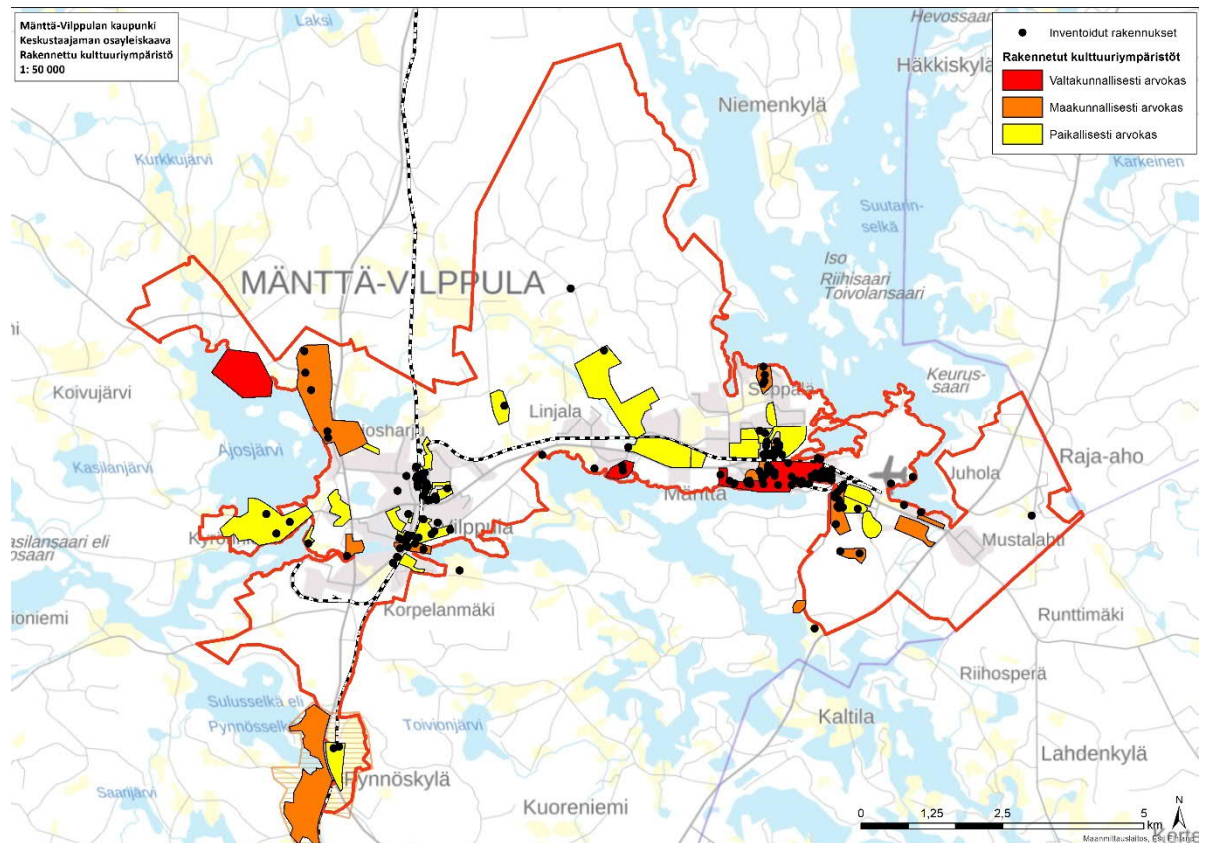 Mänttä-Vilppulan kaupunki
Keskustaajaman osayleiskaava
Rakennettu kulttuuriympäristö
1: 50 000
Inventoidut rakennukset
Rakennetut kulttuuriympäristöt
Valtakunnallisesti arvokas
Maakunnallisesti arvokas
Paikallisesti arvokas
Laksi
Hevossaari
Häkkiskylä
Niemenkylä
Kurkkujärvi
Karkeinen
Suutarin-
selkä
Iso
Riihisaari
Toivolansaari
MÄNTTÄ-VILPPULA
Koivujärvi
Keurus-
saari
Seppälä
Linjala
Ajosjärvi
Kasilanjärvi
Raja-aho
Juhola
Mänttä
Mustalahti
Korpelanmäki
Runttimäki
Riihosperä
Sulusselkä eli
Pynnösselkä
Toivionjärvi
Kaltila
Lahdenkylä
Pynnöskylä
Saarijärvi
Kuoreniemi
0 1,25 2,5 5
km
N